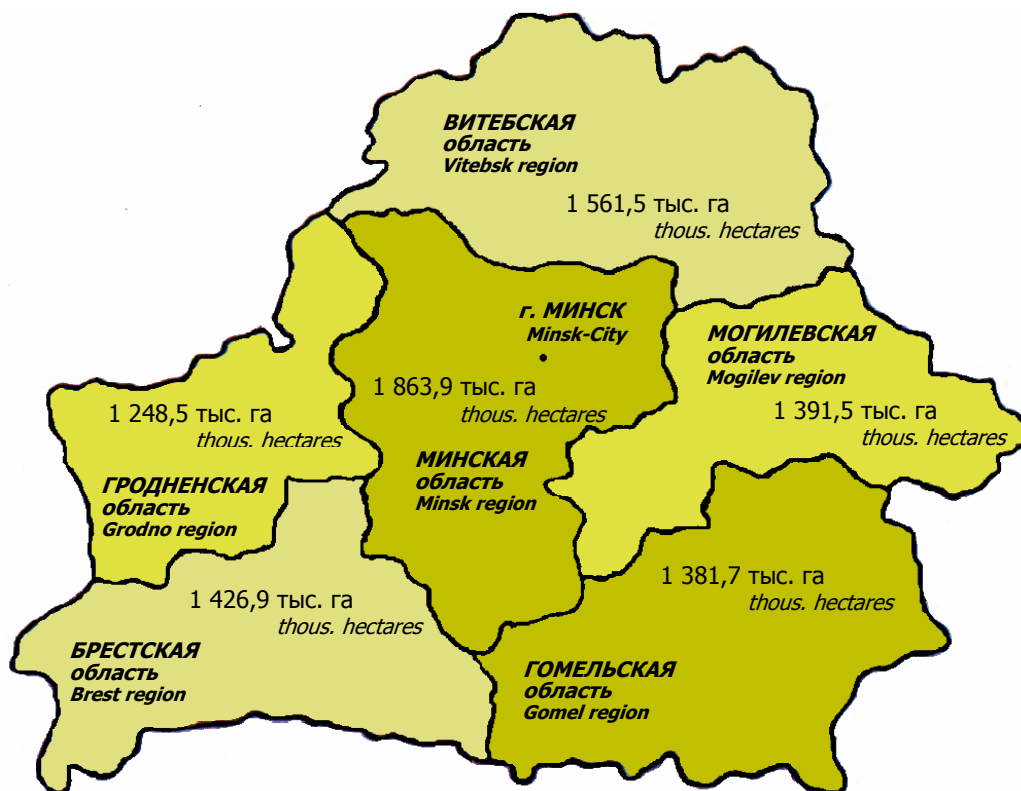 ВИТЕБСКАЯ
область
Vitebsk region
1 561,5 тыс. га
thous. hectares
г. МИНСК
Minsk-City
МОГИЛЕВСКАЯ
область
Mogilev region
1 391,5 тыс. га
thous. hectares
1 863,9 тыс. га
thous. hectares
МИНСКАЯ
область
Minsk region
1 248,5 тыс. га
thous. hectares
ГРОДНЕНСКАЯ
область
Grodno region
1 426,9 тыс. га
thous. hectares
БРЕСТСКАЯ
область
Brest region
1 381,7 тыс. га
thous. hectares
ГОМЕЛЬСКАЯ
область
Gomel region